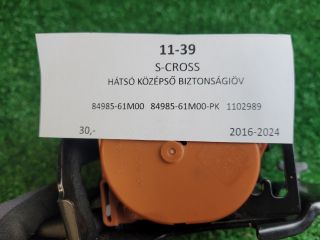 11-39
S-CROSS
HÁTSÓ KÖZÉPSŐ BIZTONSÁGIÖV
84985-61M00 84985-61M00-PK 1102989
30,- 2016-2024